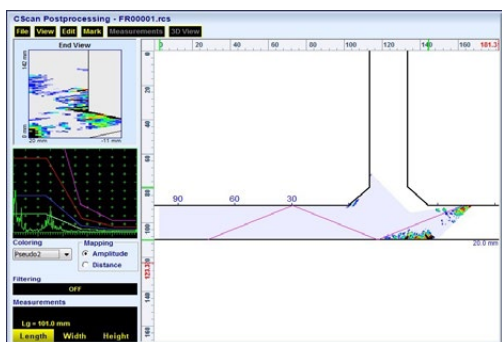 CScan Postprocessing - FR00001.rcs
File View Edit Mark Measurements 3D View
End View
142 mm
0 mm
20 mm
-11 mm
0 20 40 60 80 100 120 140 160 181.3
0
20
40
60
80
100
123.3
140
160
90 60 30
20.0 mm
Coloring
Pseudo2
Mapping
Amplitude
Distance
Filtering
OFF
Measurements
Lg = 101.0 mm
Length Width Height